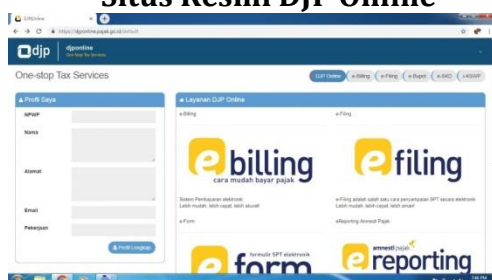 Situs Resmi DJP Online
DJPOnline
https://djponline.pajak.go.id/default
djp
djponline
One-Stop Tax Services
One-stop Tax Services
DJP Online
e-Billing
e-Filing
e-Bupot
e-SKD
Profil Saya
NPWP
Nama
Alamat
Email
Pekerjaan
Profil Lengkap
Layanan DJP Online
e-Billing
e-Filing
billing
cara mudah bayar pajak
filing
Sistem Pembayaran elektronik.
Lebih mudah, lebih cepat, lebih akurat!
e-Filing adalah salah satu cara penyampaian SPT secara elektronik
Lebih mudah, lebih cepat, lebih aman!
e-Form
eReporting Amnesti Pajak
formulir SPT elektronik
form
amnesti pajak
reporting